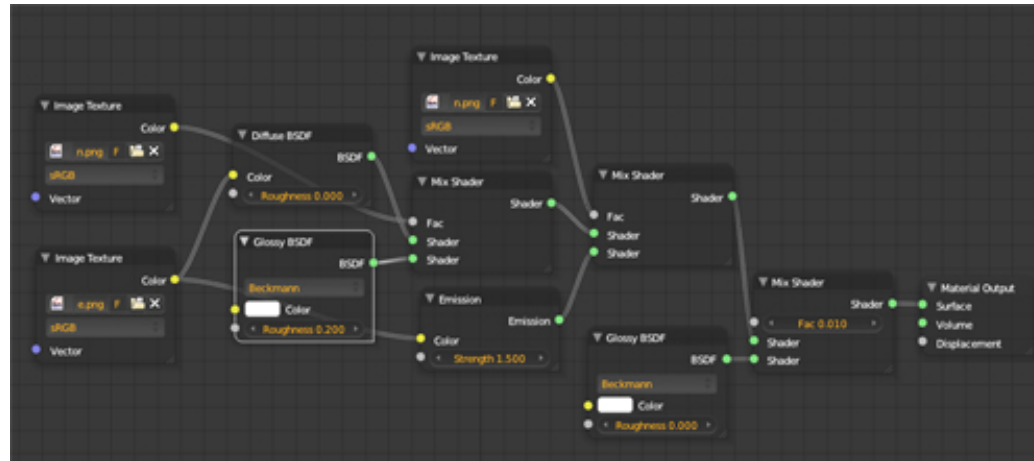 Image Texture
Color
n.png F
sRGB
Vector
Image Texture
Color
e.png F
sRGB
Vector
Diffuse BSDF
BSDF
Color
Roughness 0.000
Glossy BSDF
BSDF
Beckmann
Color
Roughness 0.200
Image Texture
Color
n.png F
sRGB
Vector
Mix Shader
Shader
Fac
Shader
Shader
Emission
Emission
Color
Strength 1.500
Mix Shader
Shader
Fac
Shader
Shader
Glossy BSDF
BSDF
Beckmann
Color
Roughness 0.000
Mix Shader
Shader
Fac 0.010
Shader
Shader
Material Output
Surface
Volume
Displacement